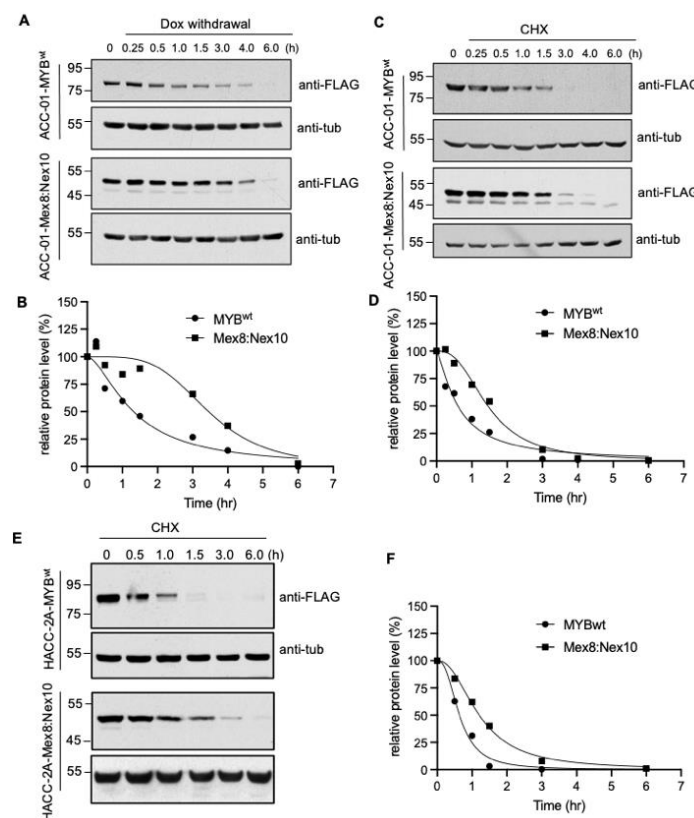 A
Dox withdrawal
0 0.25 0.5 1.0 1.5 3.0 4.0 6.0 (h)
ACC-01-MYBwt
95
75
anti-FLAG
55
anti-tub
ACC-01-Mex8:Nex10
55
45
anti-FLAG
55
anti-tub
C
CHX
0 0.25 0.5 1.0 1.5 3.0 4.0 6.0 (h)
ACC-01-MYBwt
95
75
anti-FLAG
55
anti-tub
ACC-01-Mex8:Nex10
55
45
anti-FLAG
55
anti-tub
B
relative protein level (%)
150
125
100
75
50
25
0
MYBwt
Mex8:Nex10
0 1 2 3 4 5 6 7
Time (hr)
D
relative protein level (%)
150
125
100
75
50
25
0
MYBwt
Mex8:Nex10
0 1 2 3 4 5 6 7
Time (hr)
E
CHX
0 0.5 1.0 1.5 3.0 6.0 (h)
HACC-2A-MYBwt
95
75
anti-FLAG
55
anti-tub
HACC-2A-Mex8:Nex10
55
45
55
F
relative protein level (%)
150
125
100
75
50
25
0
MYBwt
Mex8:Nex10
0 1 2 3 4 5 6 7
Time (hr)